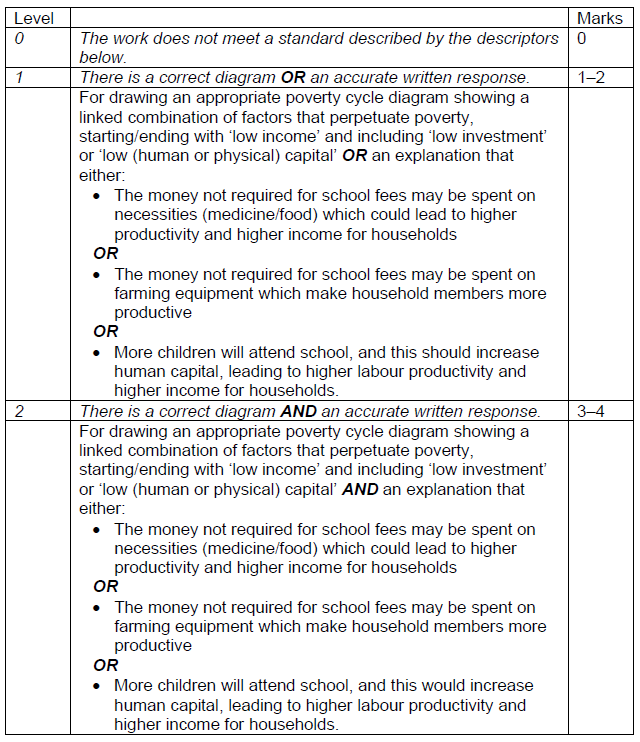 Level Marks
0 The work does not meet a standard described by the descriptors 0
below.
1 There is a correct diagram OR an accurate written response. 1–2
For drawing an appropriate poverty cycle diagram showing a
linked combination of factors that perpetuate poverty,
starting/ending with ‘low income’ and including ‘low investment’
or ‘low (human or physical) capital’ OR an explanation that
either:
• The money not required for school fees may be spent on
necessities (medicine/food) which could lead to higher
productivity and higher income for households
OR
• The money not required for school fees may be spent on
farming equipment which make household members more
productive
OR
• More children will attend school, and this should increase
human capital, leading to higher labour productivity and
higher income for households.
2 There is a correct diagram AND an accurate written response. 3–4
For drawing an appropriate poverty cycle diagram showing a
linked combination of factors that perpetuate poverty,
starting/ending with ‘low income’ and including ‘low investment’
or ‘low (human or physical) capital’ AND an explanation that
either:
• The money not required for school fees may be spent on
necessities (medicine/food) which could lead to higher
productivity and higher income for households
OR
• The money not required for school fees may be spent on
farming equipment which make household members more
productive
OR
• More children will attend school, and this would increase
human capital, leading to higher labour productivity and
higher income for households.